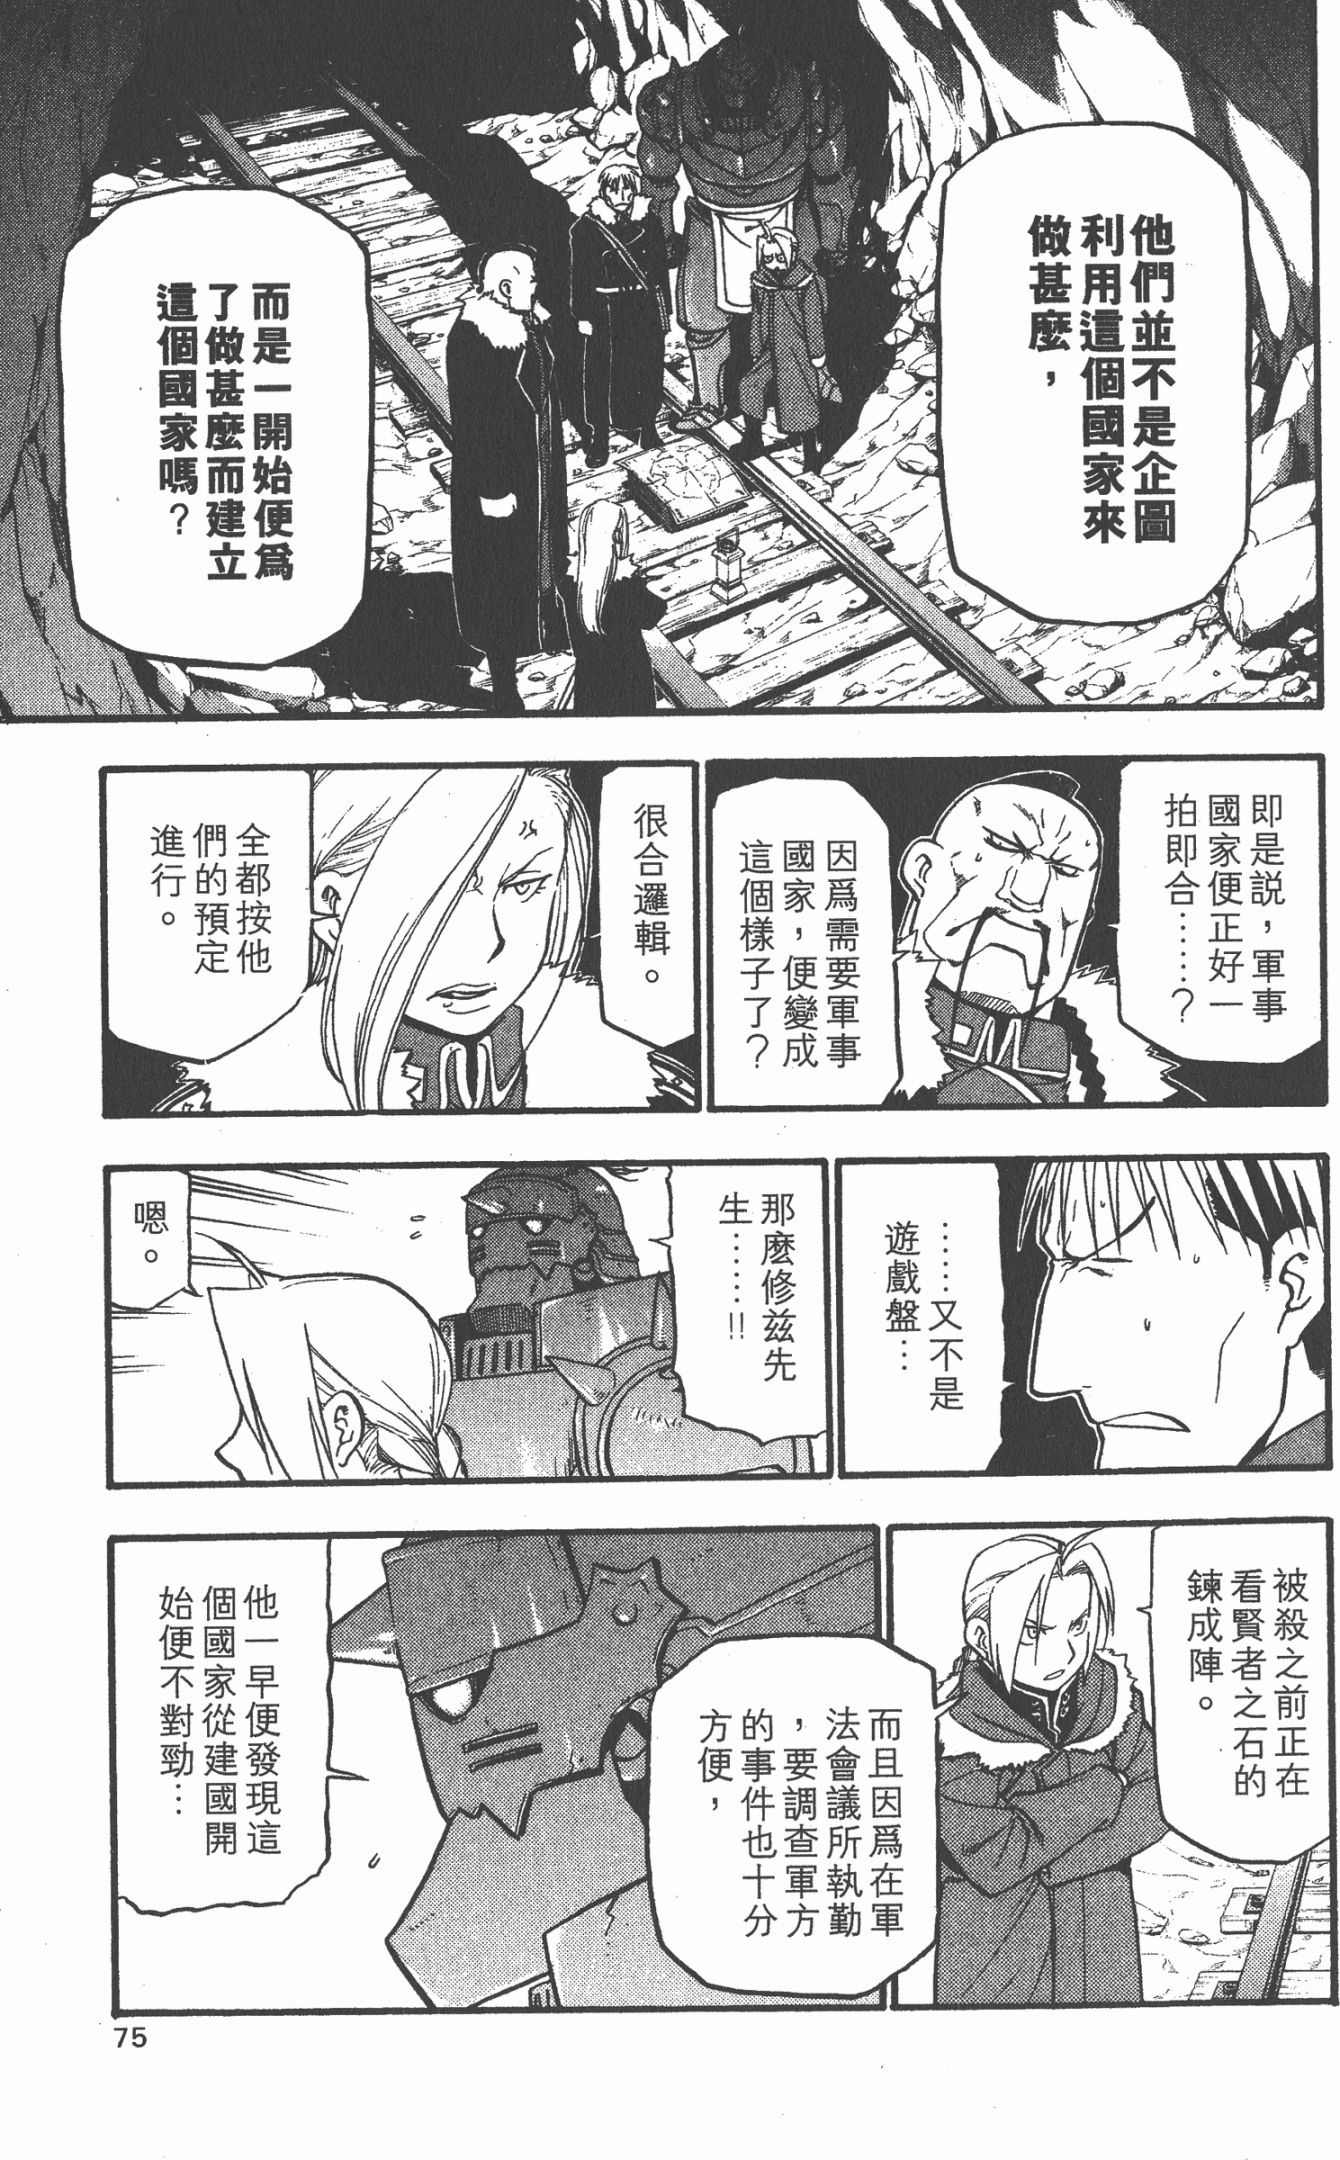 他們並不是企圖
利用這個國家來
做甚麼，
而是一開始便爲
了做甚麼而建立
這個國家嗎？
即是説，軍事
國家便正好一
拍即合……？
因爲需要軍事
國家，便變成
這個樣子了？
很合邏輯。
全都按他
們的預定
進行。
……又不是
遊戲盤…
那麽修兹先
生……!!
嗯。
被殺之前正在
看賢者之石的
鍊成陣。
而且因爲在軍
法會議所執勤
，要調查軍方
的事件也十分
方便，
他一早便發現這
個國家從建國開
始便不對勁…
75